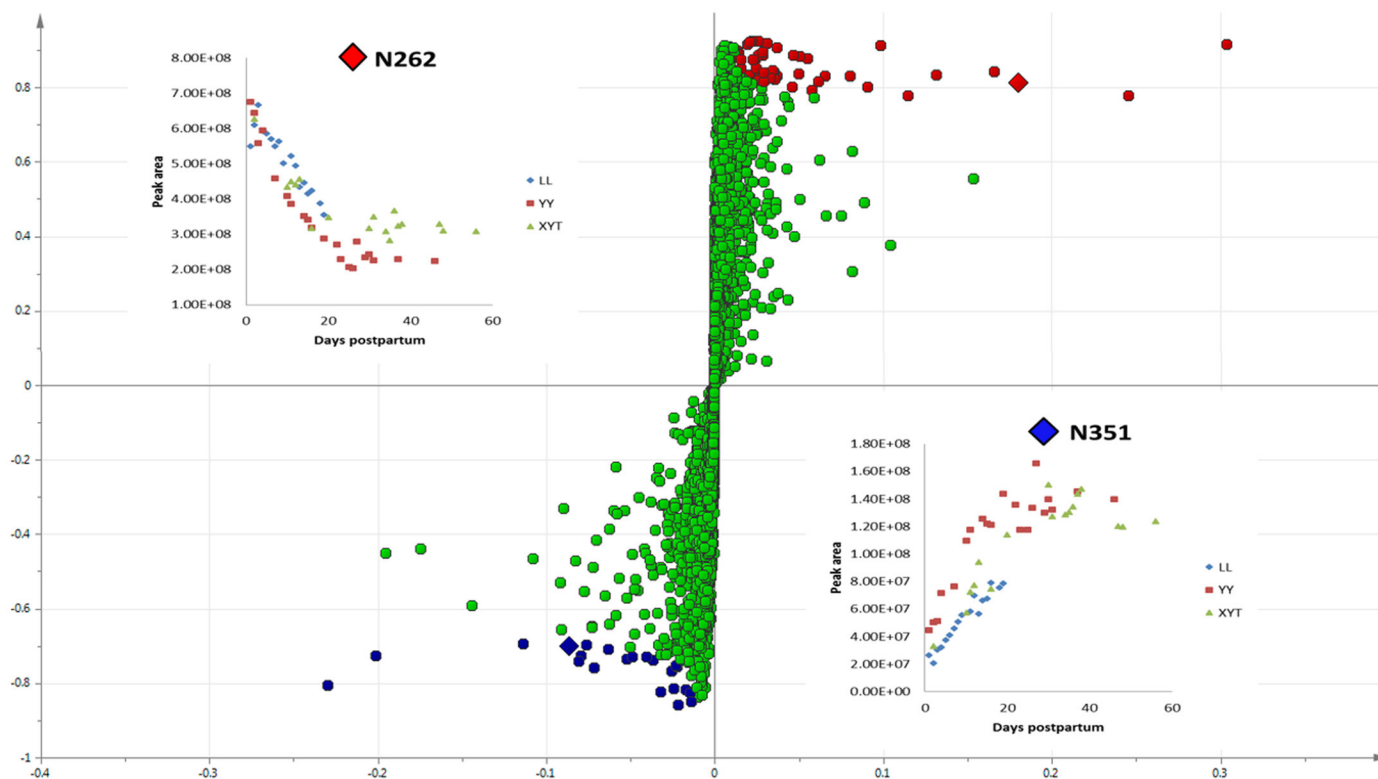 N262
8.00E+08
7.00E+08
6.00E+08
5.00E+08
4.00E+08
3.00E+08
2.00E+08
1.00E+08
Peak area
0 20 40 60
Days postpartum
LL
YY
XYT
0.8
0.6
0.4
0.2
0
-0.2
-0.4
-0.6
-0.8
-1
N351
1.80E+08
1.60E+08
1.40E+08
1.20E+08
1.00E+08
8.00E+07
6.00E+07
4.00E+07
2.00E+07
0.00E+00
Peak area
0 20 40 60
Days postpartum
LL
YY
XYT
-0.4 -0.3 -0.2 -0.1 0 0.1 0.2 0.3